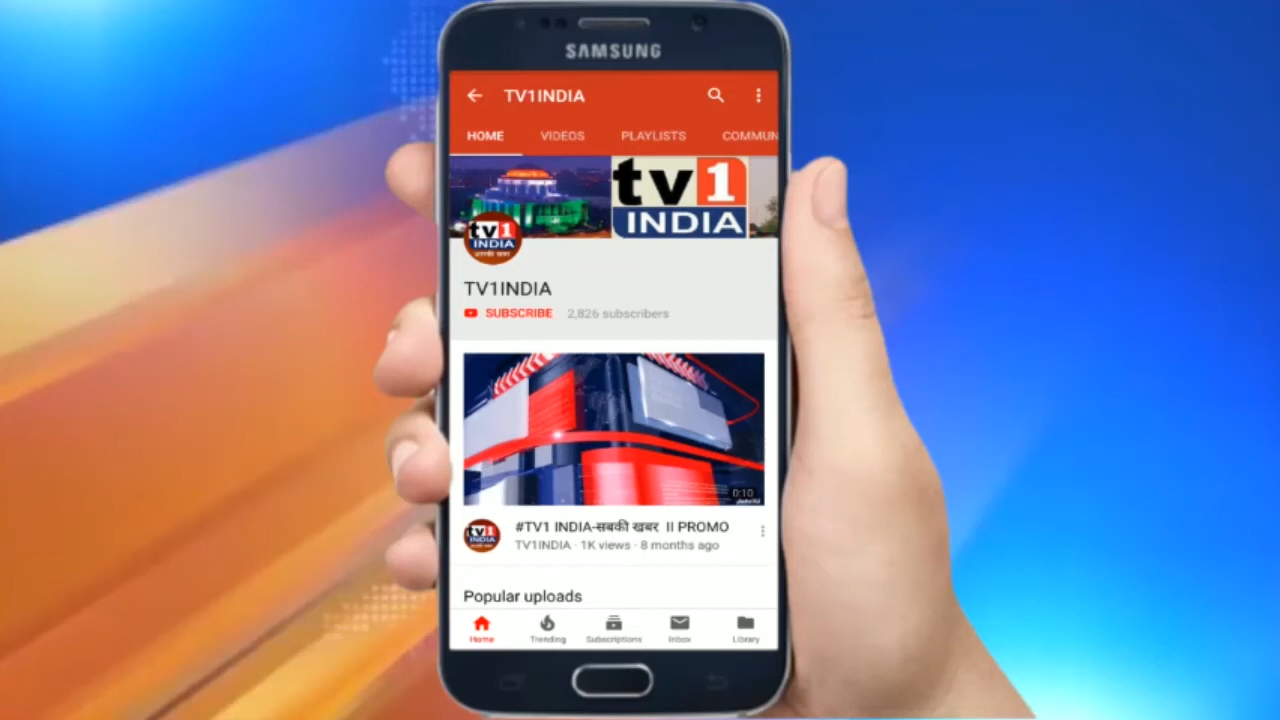 SAMSUNG
TV1INDIA
HOME VIDEOS PLAYLISTS COMMUN
tv1
INDIA
tv1
INDIA
सबकी खबर
TV1INDIA
SUBSCRIBE 2,826 subscribers
0:10
tv1
INDIA
#TV1 INDIA-सबकी खबर II PROMO
TV1INDIA · 1K views · 8 months ago
Popular uploads
Home Trending Subscriptions Inbox Library